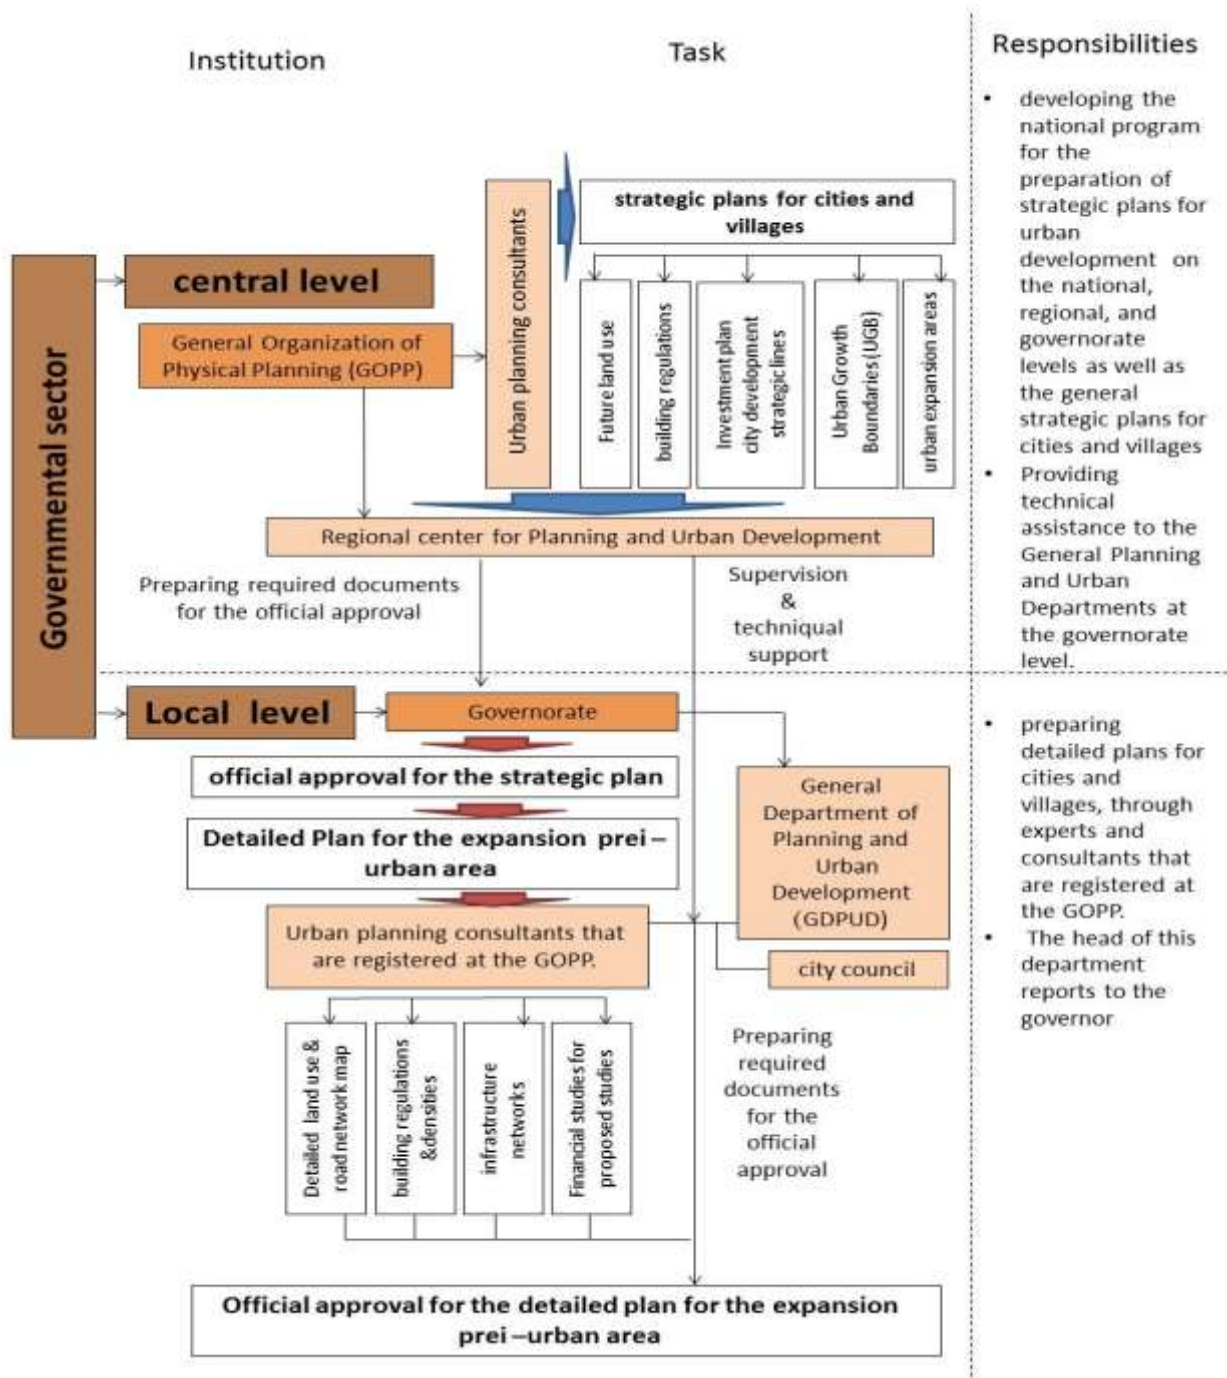 Institution
Task
Responsibilities
Governmental sector
central level
General Organization of
Physical Planning (GOPP)
Urban planning consultants
strategic plans for cities and
villages
Future land use
building regulations
Investment plan
city development
strategic lines
Urban Growth
Boundaries (UGB)
urban expansion areas
Regional center for Planning and Urban Development
Preparing required documents
for the official approval
Supervision
&
techniqual
support
• developing the
national program
for the
preparation of
strategic plans for
urban
development on
the national,
regional, and
governorate
levels as well as
the general
strategic plans for
cities and villages
• Providing
technical
assistance to the
General Planning
and Urban
Departments at
the governorate
level.
Local level
Governorate
official approval for the strategic plan
Detailed Plan for the expansion prei –
urban area
Urban planning consultants that
are registered at the GOPP.
General
Department of
Planning and
Urban
Development
(GDPUD)
city council
Detailed land use &
road network map
building regulations
& densities
infrastructure
networks
Financial studies for
proposed studies
Preparing
required
documents
for the
official
approval
Official approval for the detailed plan for the expansion
prei –urban area
• preparing
detailed plans for
cities and
villages, through
experts and
consultants that
are registered at
the GOPP.
• The head of this
department
reports to the
governor